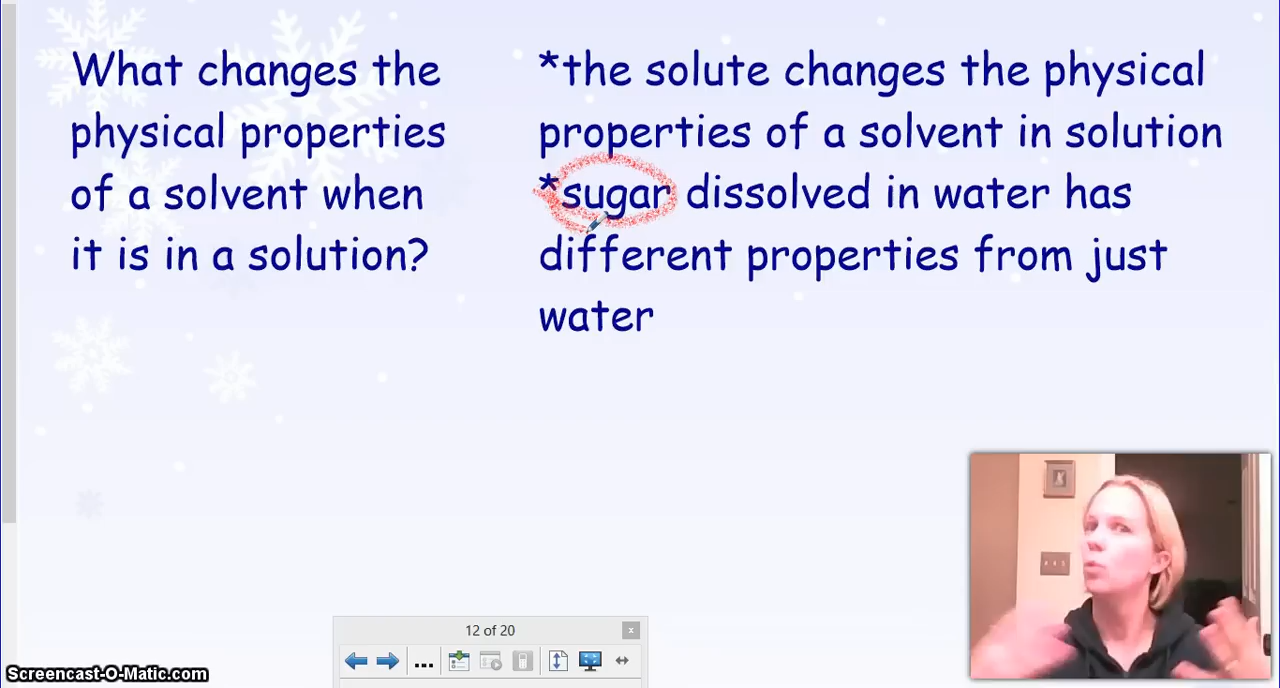 What changes the
physical properties
of a solvent when
it is in a solution?
*the solute changes the physical
properties of a solvent in solution
*sugar dissolved in water has
different properties from just
water
12 of 20
Screencast-O-Matic.com